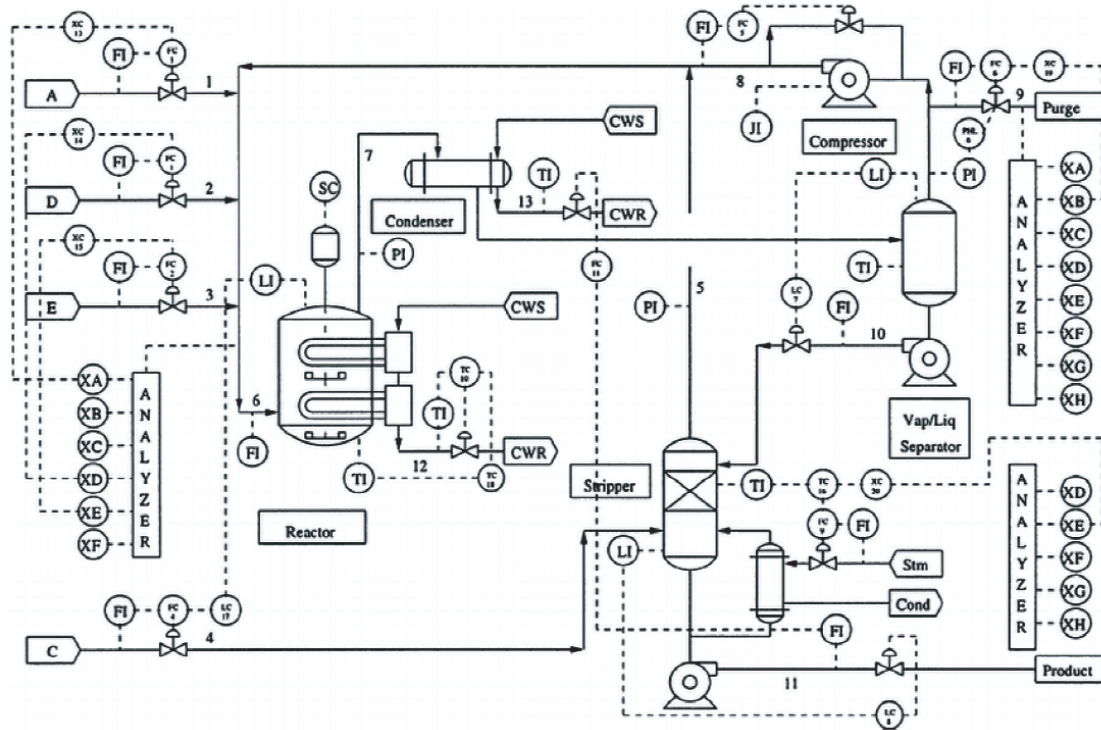 XC 13
FI
FC 3
A
1
XC 14
FI
FC 1
D
2
XC 15
FI
FC 2
E
3
LI
SC
7
CWS
Condenser
TI
13
CWR
PI
FC 11
CWS
TC 10
TI
12
CWR
TI
TC 18
Reactor
6
FI
XA
XB
XC
XD
XE
XF
ANALYZER
FI
FC 4
LC 17
C
4
FI
FC 5
8
JI
Compressor
FI
FC 6
XC 19
9
Purge
PHL 6
PI
LI
TI
LC 7
FI
10
Vap/Liq
Separator
PI
5
Stripper
TI
TC 16
XC 20
FC 9
FI
Stm
Cond
LI
FI
11
LC 8
Product
ANALYZER
XA
XB
XC
XD
XE
XF
XG
XH
ANALYZER
XD
XE
XF
XG
XH